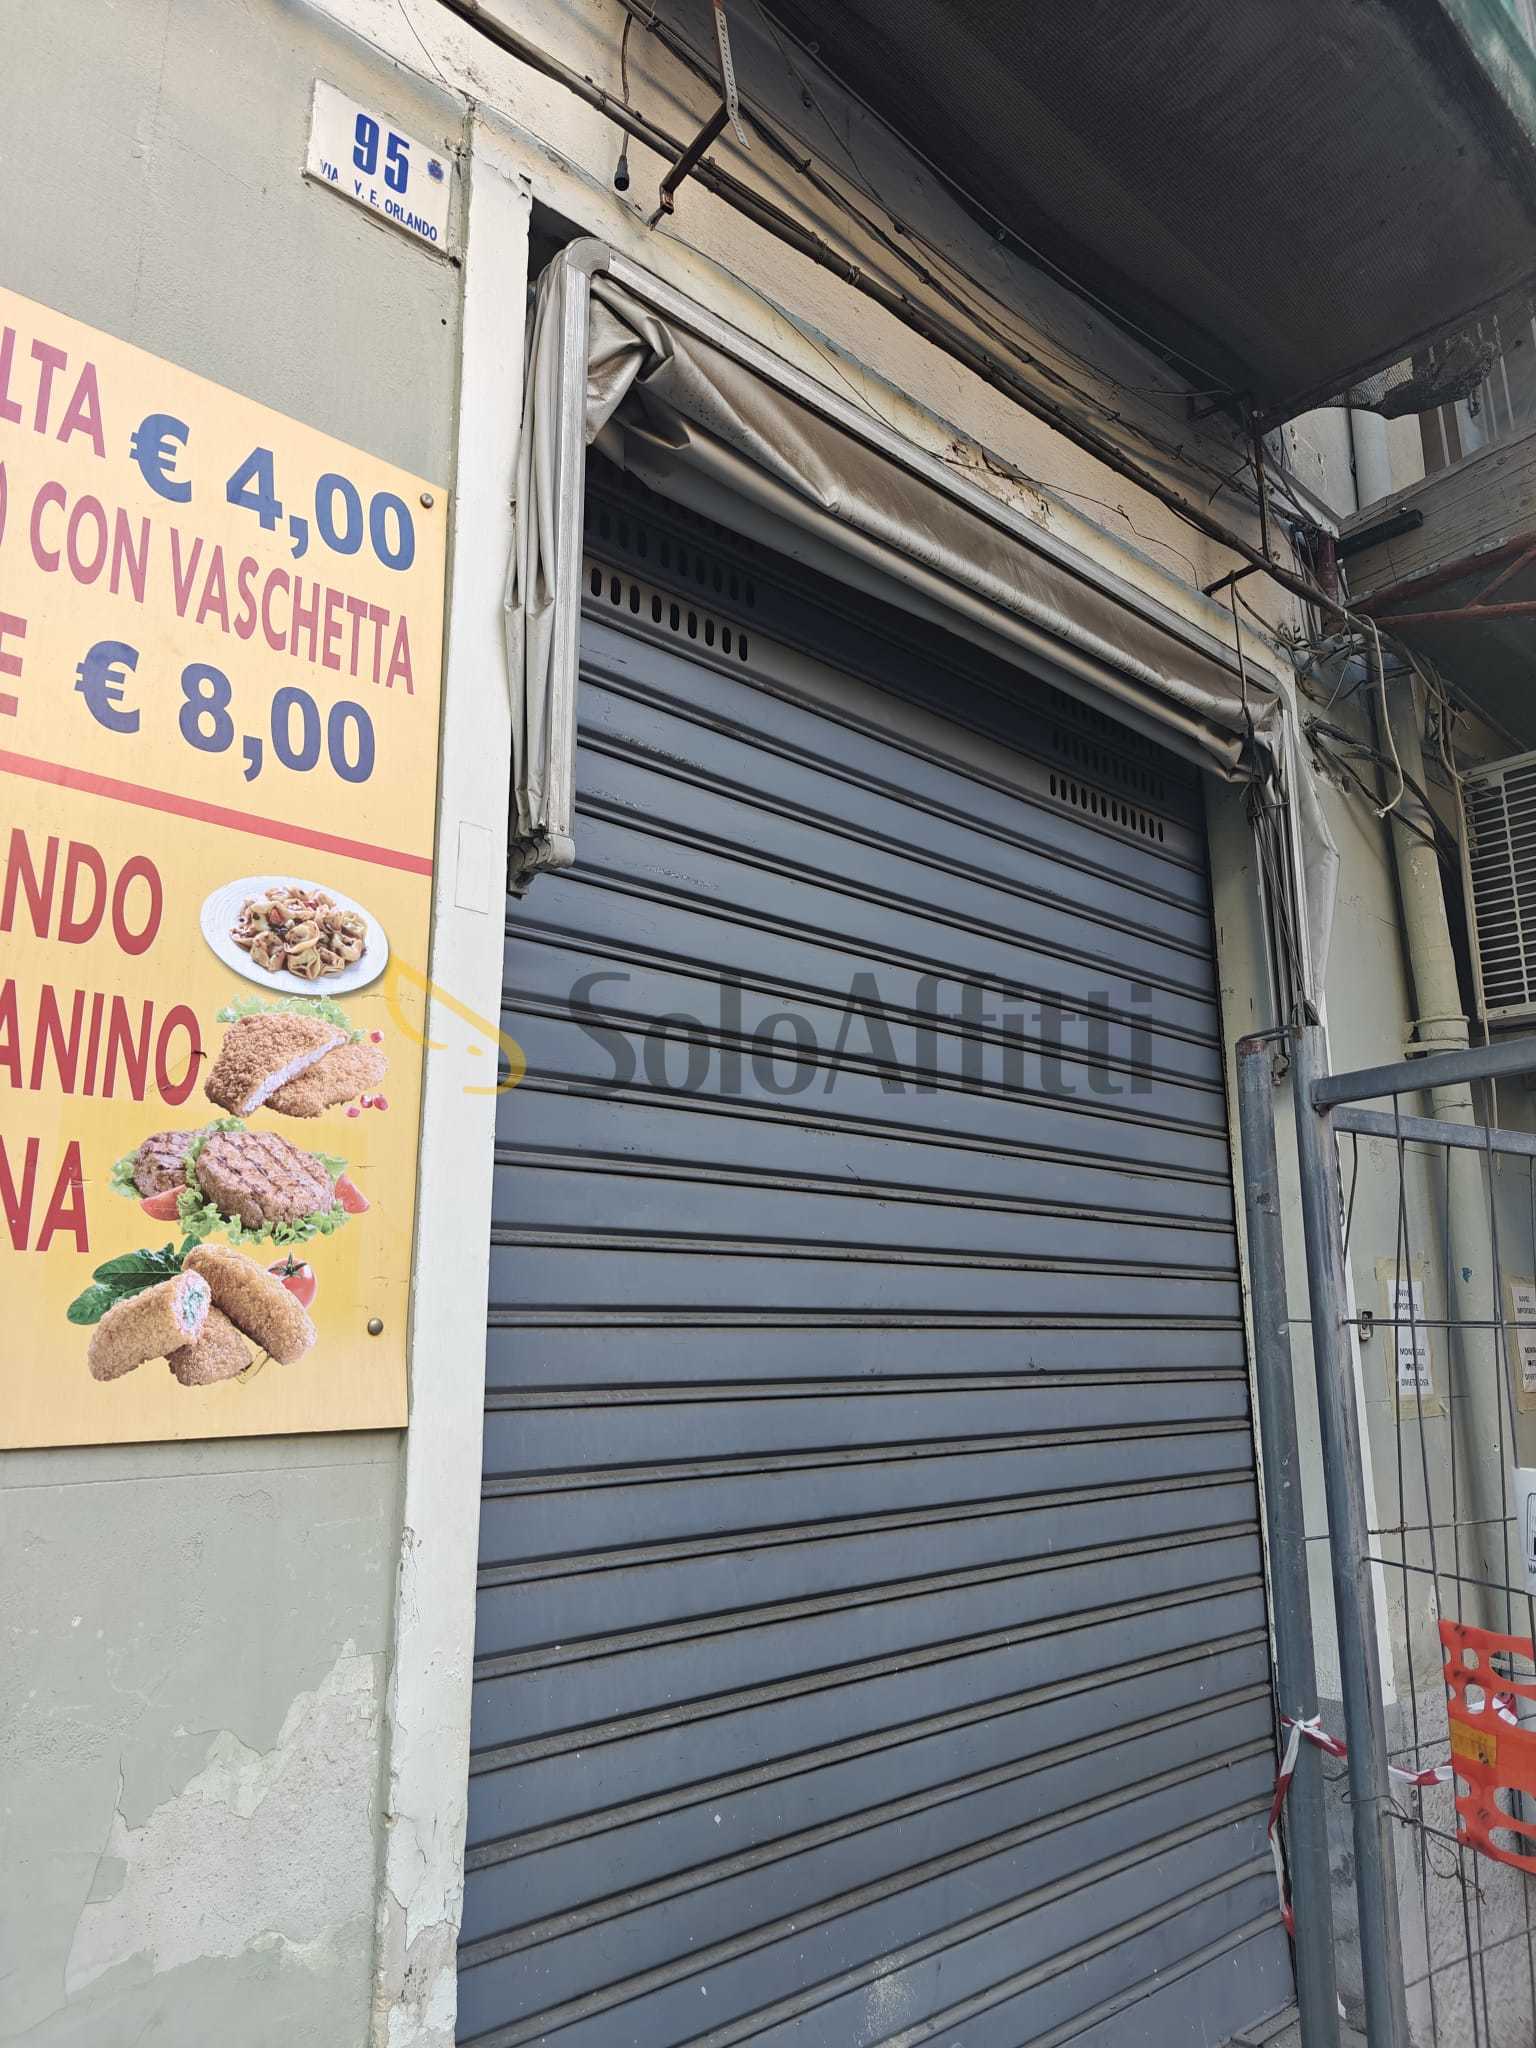 95
VIA V. E. ORLANDO
LTA € 4,00
) CON VASCHETTA
E € 8,00
NDO
ANINO
NA
SoloAffitti